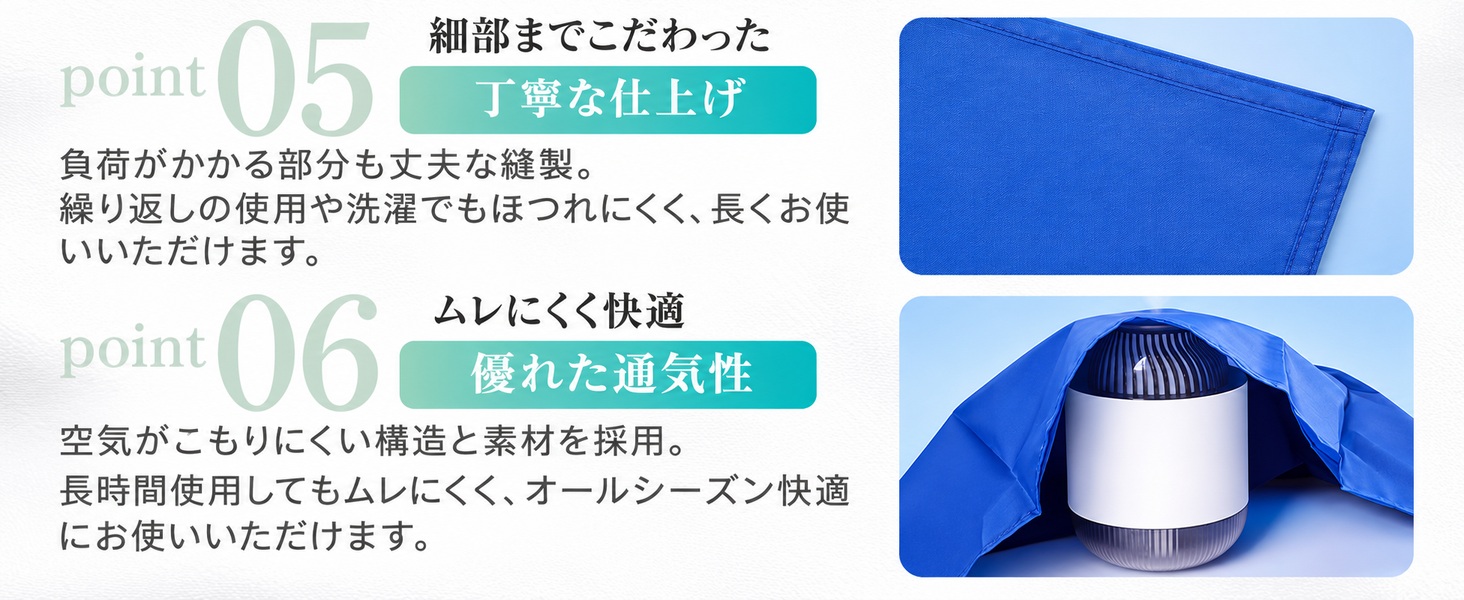 point 05
細部までこだわった
丁寧な仕上げ
負荷がかかる部分も丈夫な縫製。
繰り返しの使用や洗濯でもほつれにくく、長くお使
いいただけます。
point 06
ムレにくく快適
優れた通気性
空気がこもりにくい構造と素材を採用。
長時間使用してもムレにくく、オールシーズン快適
にお使いいただけます。